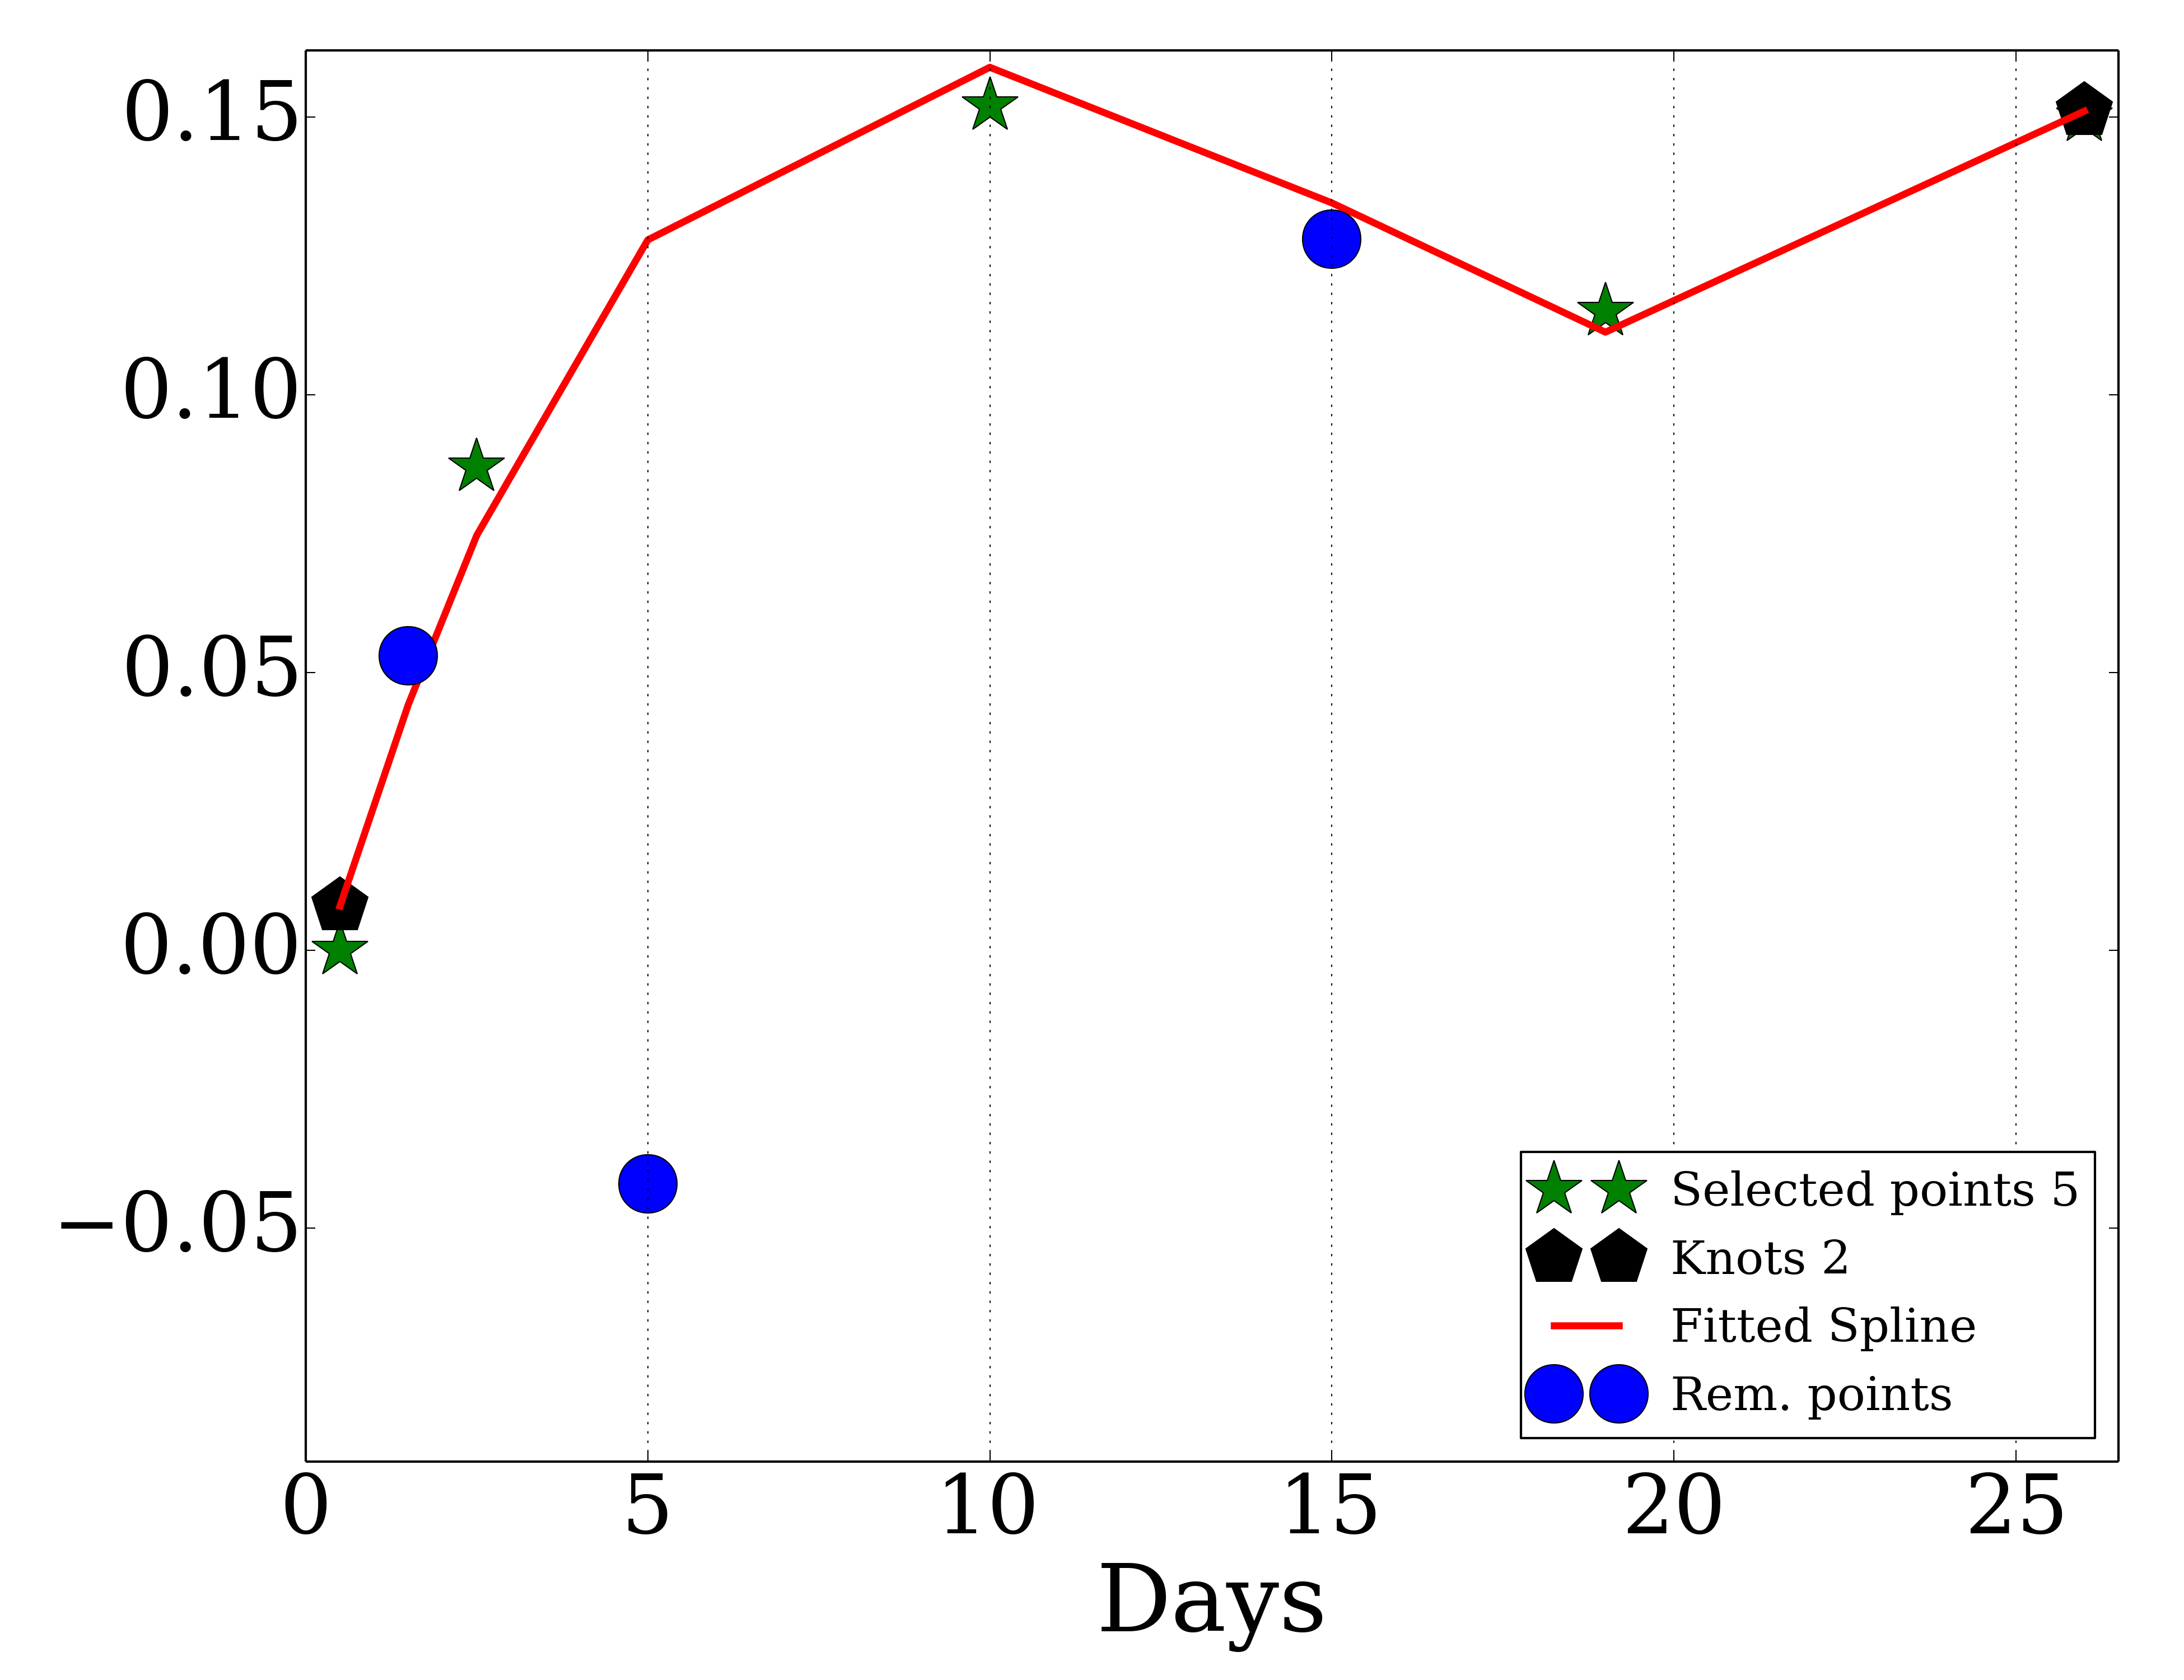 0.15
0.10
0.05
0.00
−0.05
0 5 10 15 20 25
Days
Selected points 5
Knots 2
Fitted Spline
Rem. points